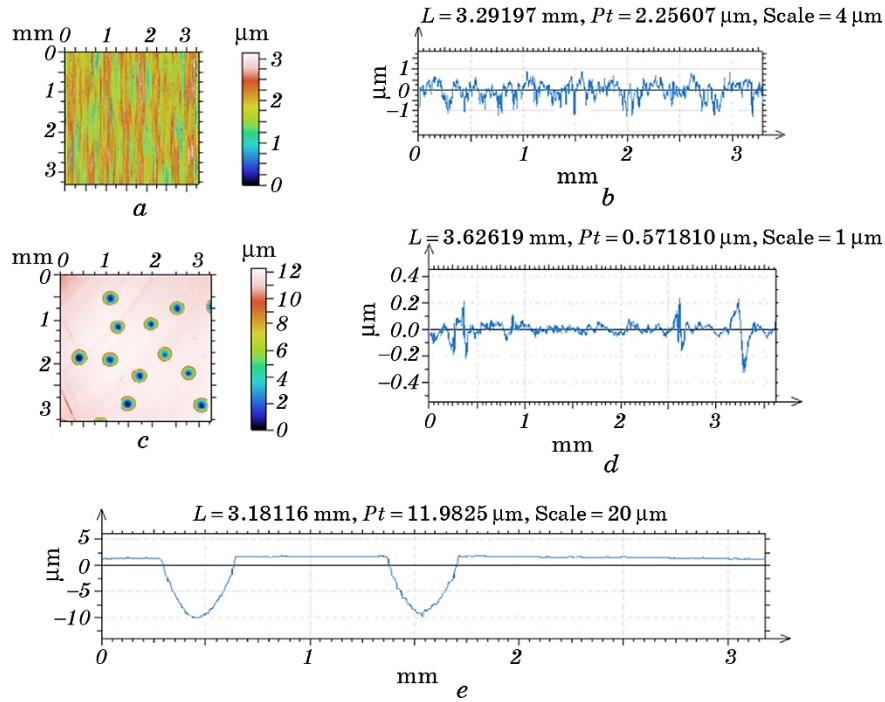 mm 0 1 2 3 μm
0
1
2
3
3
2
1
0
a
L = 3.29197 mm, Pt = 2.25607 μm, Scale = 4 μm
μm
1
0
−1
0 1 2 3
mm
b
mm 0 1 2 3 μm
0
1
2
3
12
10
8
6
4
2
0
c
L = 3.62619 mm, Pt = 0.571810 μm, Scale = 1 μm
μm
0.4
0.2
0.0
−0.2
−0.4
0 1 2 3
mm
d
L = 3.18116 mm, Pt = 11.9825 μm, Scale = 20 μm
μm
5
0
−5
−10
0 1 2 3
mm
e